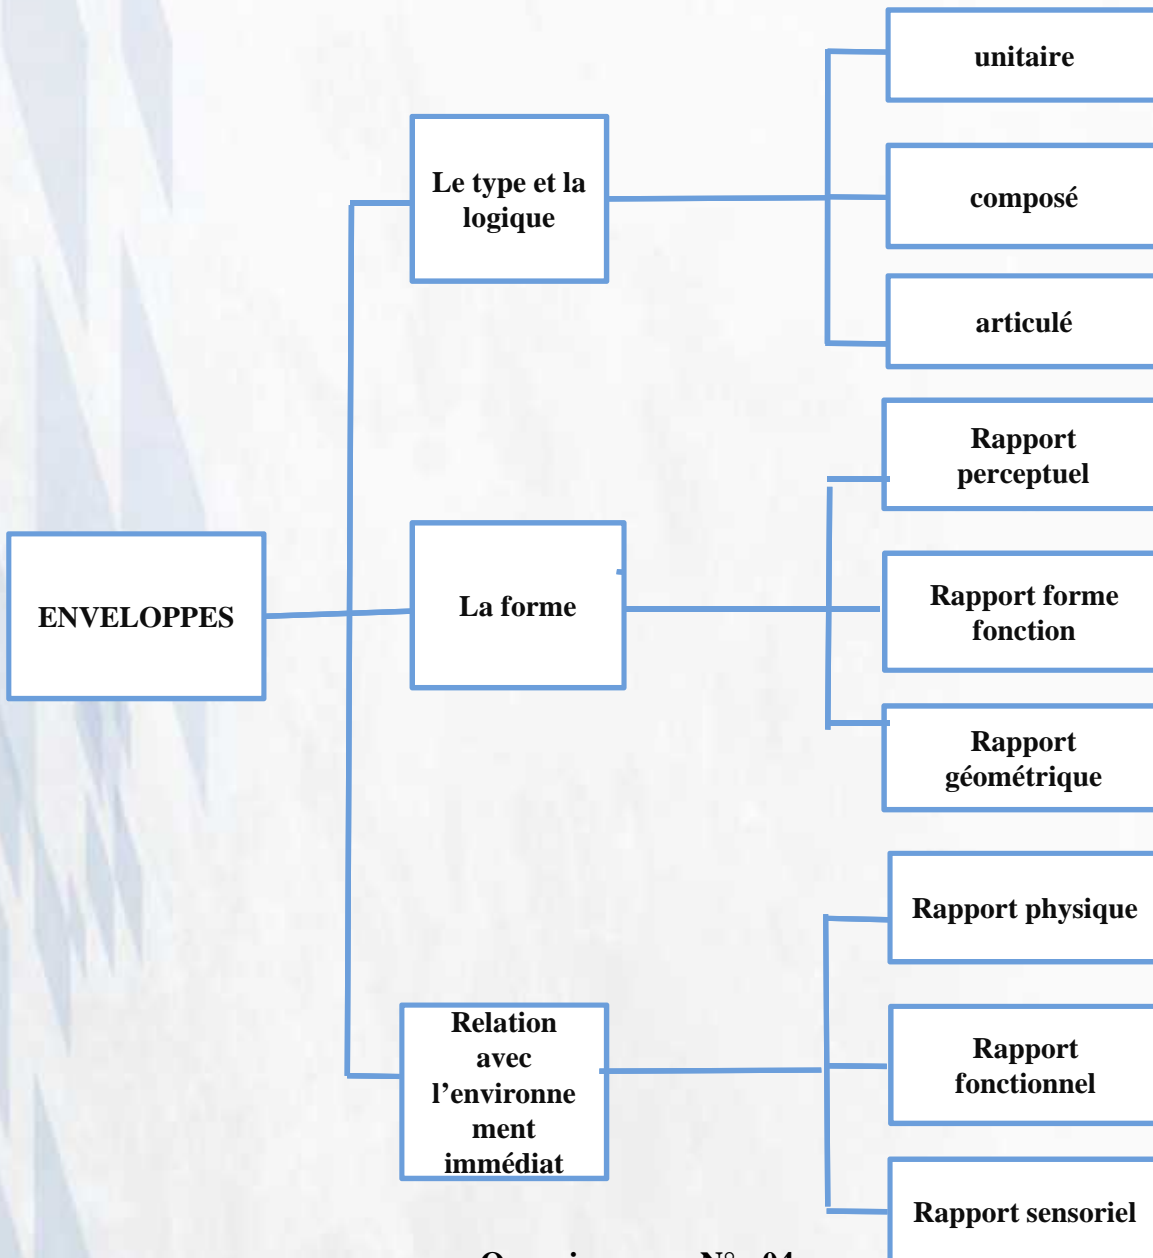 unitaire
Le type et la
logique
composé
articulé
Rapport
perceptuel
ENVELOPPES
La forme
Rapport forme
fonction
Rapport
géométrique
Rapport physique
Relation
avec
l’environne
ment
immédiat
Rapport
fonctionnel
Rapport sensoriel
N° 04